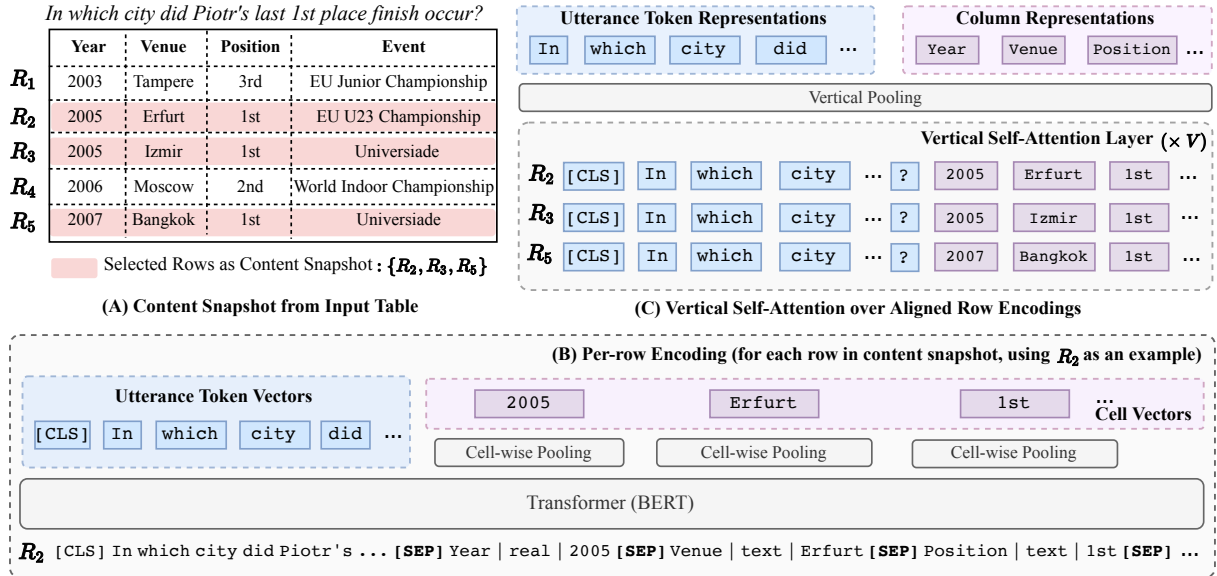 In which city did Piotr's last 1st place finish occur?
Year Venue Position Event
R1 2003 Tampere 3rd EU Junior Championship
R2 2005 Erfurt 1st EU U23 Championship
R3 2005 Izmir 1st Universiade
R4 2006 Moscow 2nd World Indoor Championship
R5 2007 Bangkok 1st Universiade
Selected Rows as Content Snapshot : {R2, R3, R5}
(A) Content Snapshot from Input Table
Utterance Token Representations
In which city did ...
Column Representations
Year Venue Position ...
Vertical Pooling
Vertical Self-Attention Layer (× V)
R2 [CLS] In which city ... ? 2005 Erfurt 1st ...
R3 [CLS] In which city ... ? 2005 Izmir 1st ...
R5 [CLS] In which city ... ? 2007 Bangkok 1st ...
(C) Vertical Self-Attention over Aligned Row Encodings
(B) Per-row Encoding (for each row in content snapshot, using R2 as an example)
Utterance Token Vectors
[CLS] In which city did ...
2005 Erfurt 1st ...
Cell Vectors
Cell-wise Pooling Cell-wise Pooling Cell-wise Pooling
Transformer (BERT)
R2 [CLS] In which city did Piotr's ... [SEP] Year | real | 2005 [SEP] Venue | text | Erfurt [SEP] Position | text | 1st [SEP] ...